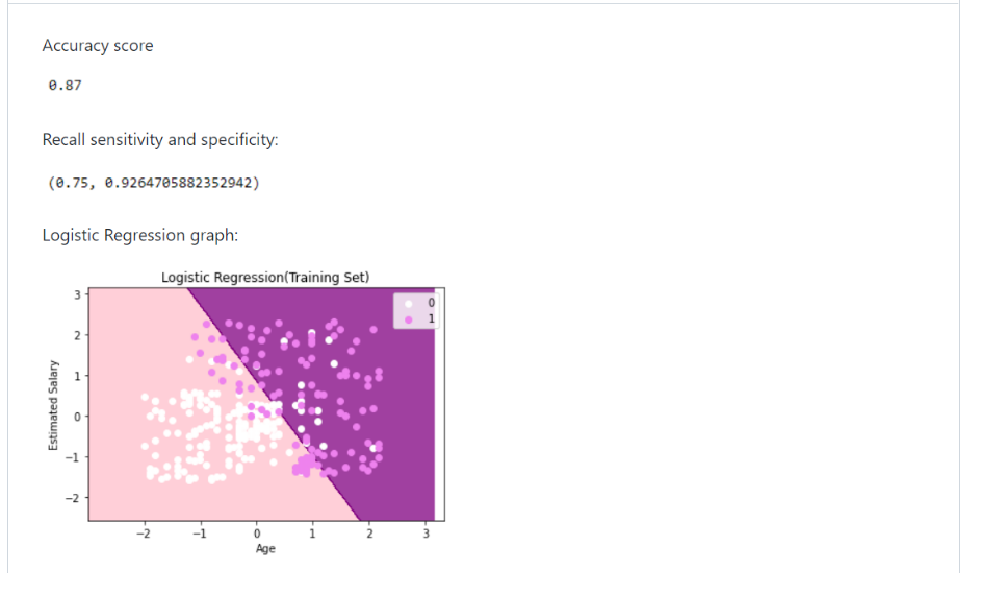 Accuracy score
0.87
Recall sensitivity and specificity:
(0.75, 0.9264705882352942)
Logistic Regression graph:
Logistic Regression(Training Set)
0
1
3
2
1
0
−1
−2
Estimated Salary
−2 −1 0 1 2 3
Age